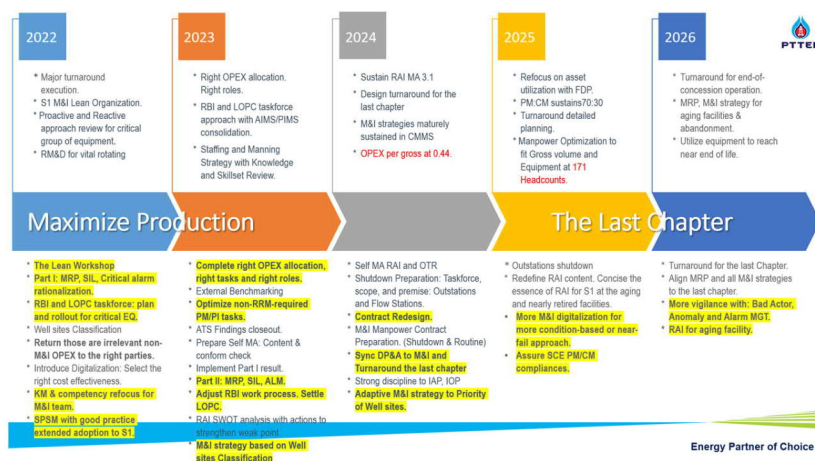 2022
* Major turnaround
execution.
* S1 M&I Lean Organization.
* Proactive and Reactive
approach review for critical
group of equipment.
* RM&D for vital rotating
2023
* Right OPEX allocation.
Right roles.
* RBI and LOPC taskforce
approach with AIMS/PIMS
consolidation.
* Staffing and Manning
Strategy with Knowledge
and Skillset Review.
2024
* Sustain RAI MA 3.1
* Design turnaround for the
last chapter
* M&I strategies maturely
sustained in CMMS
* OPEX per gross at 0.44.
2025
* Refocus on asset
utilization with FDP.
* PM:CM sustains70:30
* Turnaround detailed
planning.
* Manpower Optimization to
fit Gross volume and
Equipment at 171
Headcounts.
2026
* Turnaround for end-of-
concession operation.
* MRP, M&I strategy for
aging facilities &
abandonment.
* Utilize equipment to reach
near end of life.
PTTEP
Maximize Production
The Last Chapter
* The Lean Workshop
* Part I: MRP, SIL, Critical alarm
rationalization.
* RBI and LOPC taskforce: plan
and rollout for critical EQ.
* Well sites Classification
* Return those are irrelevant non-
M&I OPEX to the right parties.
* Introduce Digitalization: Select the
right cost effectiveness.
* KM & competency refocus for
M&I team.
* SPSM with good practice
extended adoption to S1.
* Complete right OPEX allocation,
right tasks and right roles.
* External Benchmarking
* Optimize non-RRM-required
PM/PI tasks.
* ATS Findings closeout.
* Prepare Self MA: Content &
conform check
* Implement Part I result.
* Part II: MRP, SIL, ALM.
* Adjust RBI work process. Settle
LOPC.
* RAI SWOT analysis with actions to
strengthen weak point
* M&I strategy based on Well
sites Classification
* Self MA RAI and OTR
* Shutdown Preparation: Taskforce,
scope, and premise: Outstations
and Flow Stations.
* Contract Redesign.
* M&I Manpower Contract
Preparation. (Shutdown & Routine)
* Sync DP&A to M&I and
Turnaround the last chapter
* Strong discipline to IAP, IOP
* Adaptive M&I strategy to Priority
of Well sites.
* Outstations shutdown
* Redefine RAI content. Concise the
essence of RAI for S1 at the aging
and nearly retired facilities.
* More M&I digitalization for
more condition-based or near-
fail approach.
* Assure SCE PM/CM
compliances.
* Turnaround for the last Chapter.
* Align MRP and all M&I strategies
to the last chapter.
* More vigilance with: Bad Actor,
Anomaly and Alarm MGT.
* RAI for aging facility.
Energy Partner of Choice